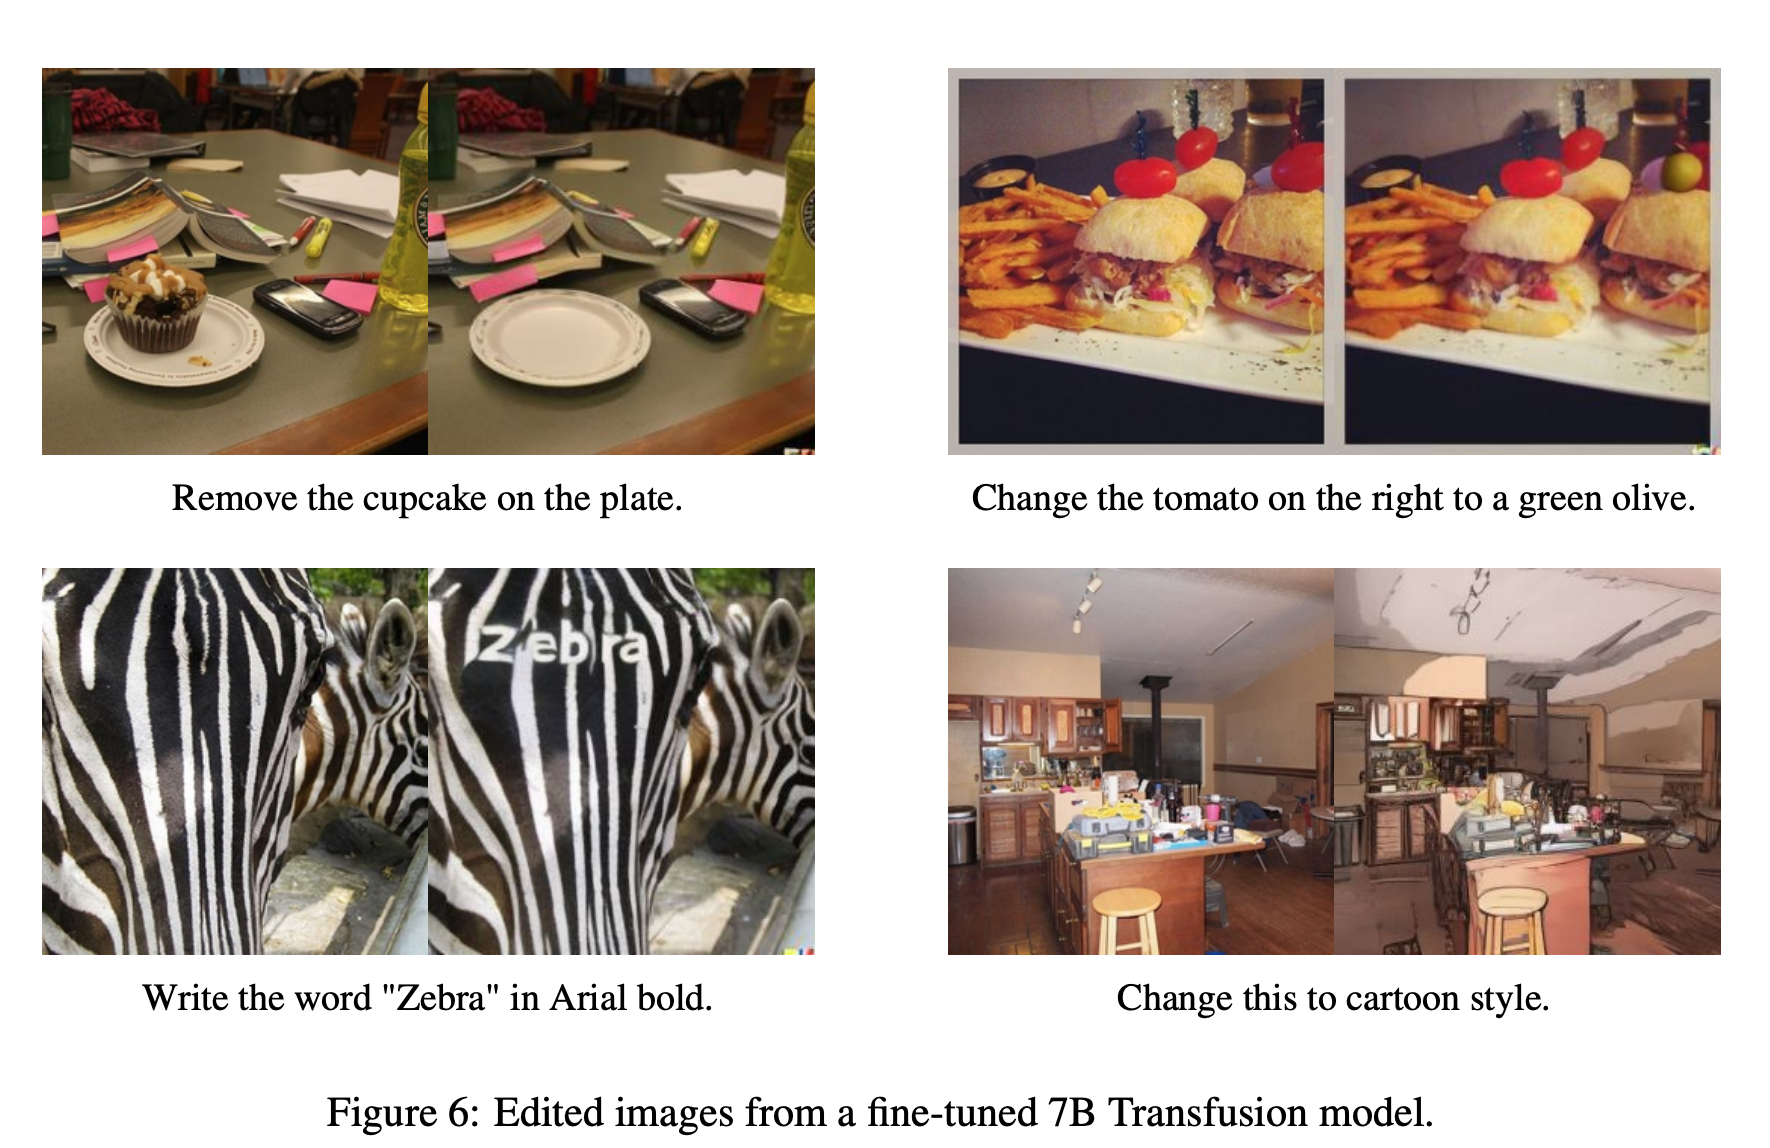 Remove the cupcake on the plate.
Change the tomato on the right to a green olive.
Zebra
Write the word "Zebra" in Arial bold.
Change this to cartoon style.
Figure 6: Edited images from a fine-tuned 7B Transfusion model.